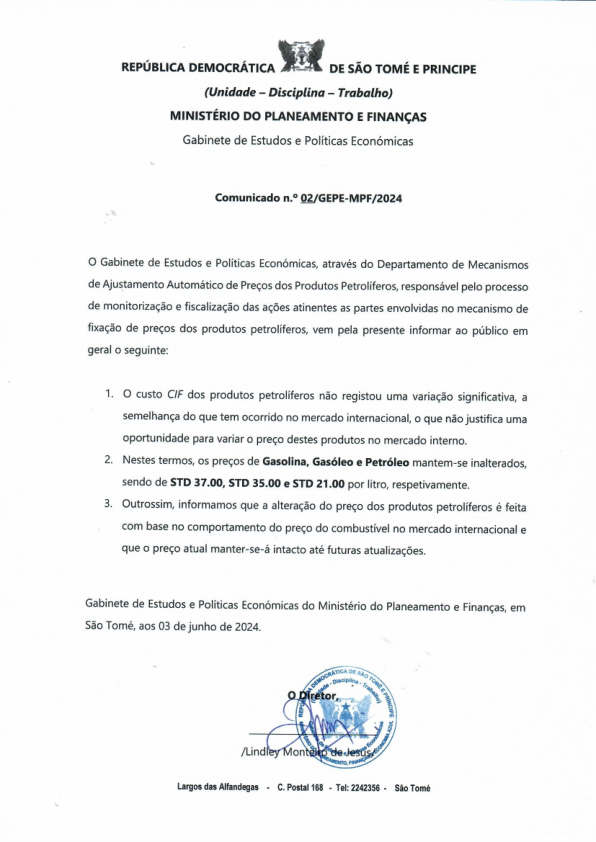 REPÚBLICA DEMOCRÁTICA DE SÃO TOMÉ E PRINCIPE
(Unidade – Disciplina – Trabalho)
MINISTÉRIO DO PLANEAMENTO E FINANÇAS
Gabinete de Estudos e Políticas Económicas
Comunicado n.º 02/GEPE-MPF/2024
O Gabinete de Estudos e Políticas Económicas, através do Departamento de Mecanismos
de Ajustamento Automático de Preços dos Produtos Petrolíferos, responsável pelo processo
de monitorização e fiscalização das ações atinentes as partes envolvidas no mecanismo de
fixação de preços dos produtos petrolíferos, vem pela presente informar ao público em
geral o seguinte:
1. O custo CIF dos produtos petrolíferos não registou uma variação significativa, a
semelhança do que tem ocorrido no mercado internacional, o que não justifica uma
oportunidade para variar o preço destes produtos no mercado interno.
2. Nestes termos, os preços de Gasolina, Gasóleo e Petróleo mantem-se inalterados,
sendo de STD 37.00, STD 35.00 e STD 21.00 por litro, respetivamente.
3. Outrossim, informamos que a alteração do preço dos produtos petrolíferos é feita
com base no comportamento do preço do combustível no mercado internacional e
que o preço atual manter-se-á intacto até futuras atualizações.
Gabinete de Estudos e Políticas Económicas do Ministério do Planeamento e Finanças, em
São Tomé, aos 03 de junho de 2024.
O Diretor,
REPÚBLICA DEMOCRÁTICA DE SÃO TOMÉ E PRÍNCIPE
(Unidade - Disciplina - Trabalho)
/Lindley Monteiro de Jesus/
Largos das Alfandegas - C. Postal 168 - Tel: 2242356 - São Tomé